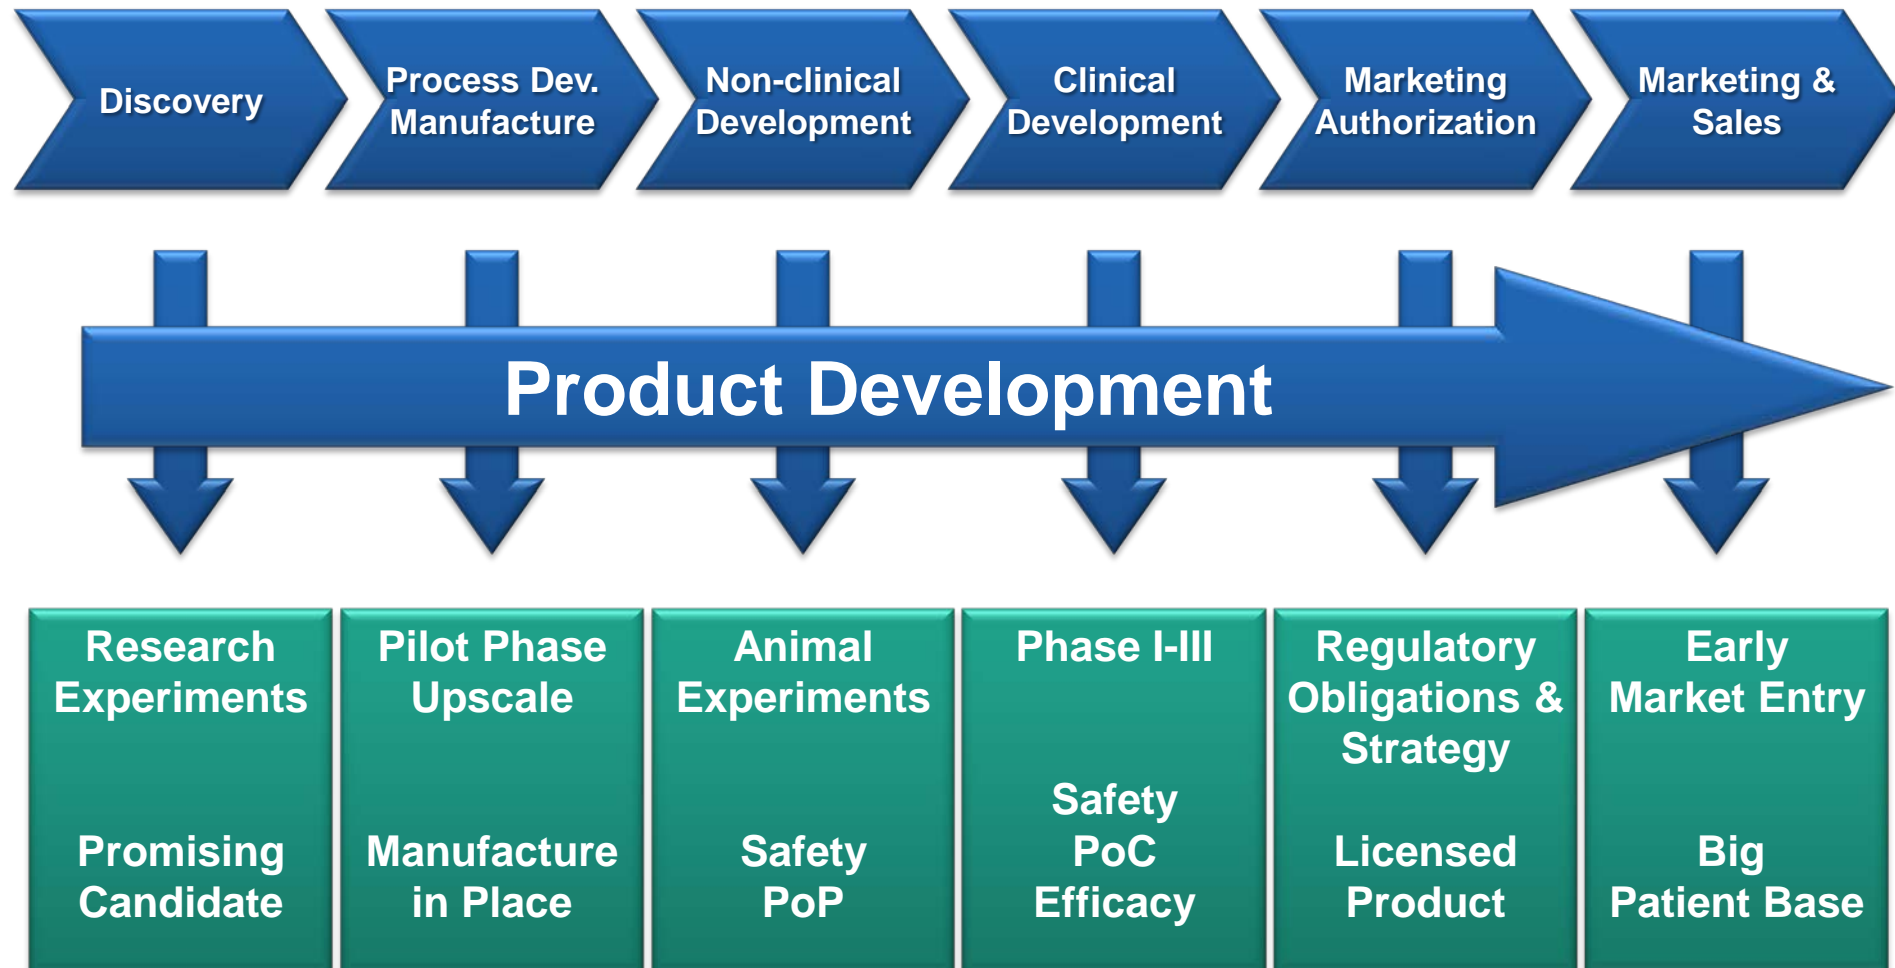 Discovery
Process Dev.
Manufacture
Non-clinical
Development
Clinical
Development
Marketing
Authorization
Marketing &
Sales
Product Development
Research
Experiments
Promising
Candidate
Pilot Phase
Upscale
Manufacture
in Place
Animal
Experiments
Safety
PoP
Phase I-III
Safety
PoC
Efficacy
Regulatory
Obligations &
Strategy
Licensed
Product
Early
Market Entry
Big
Patient Base